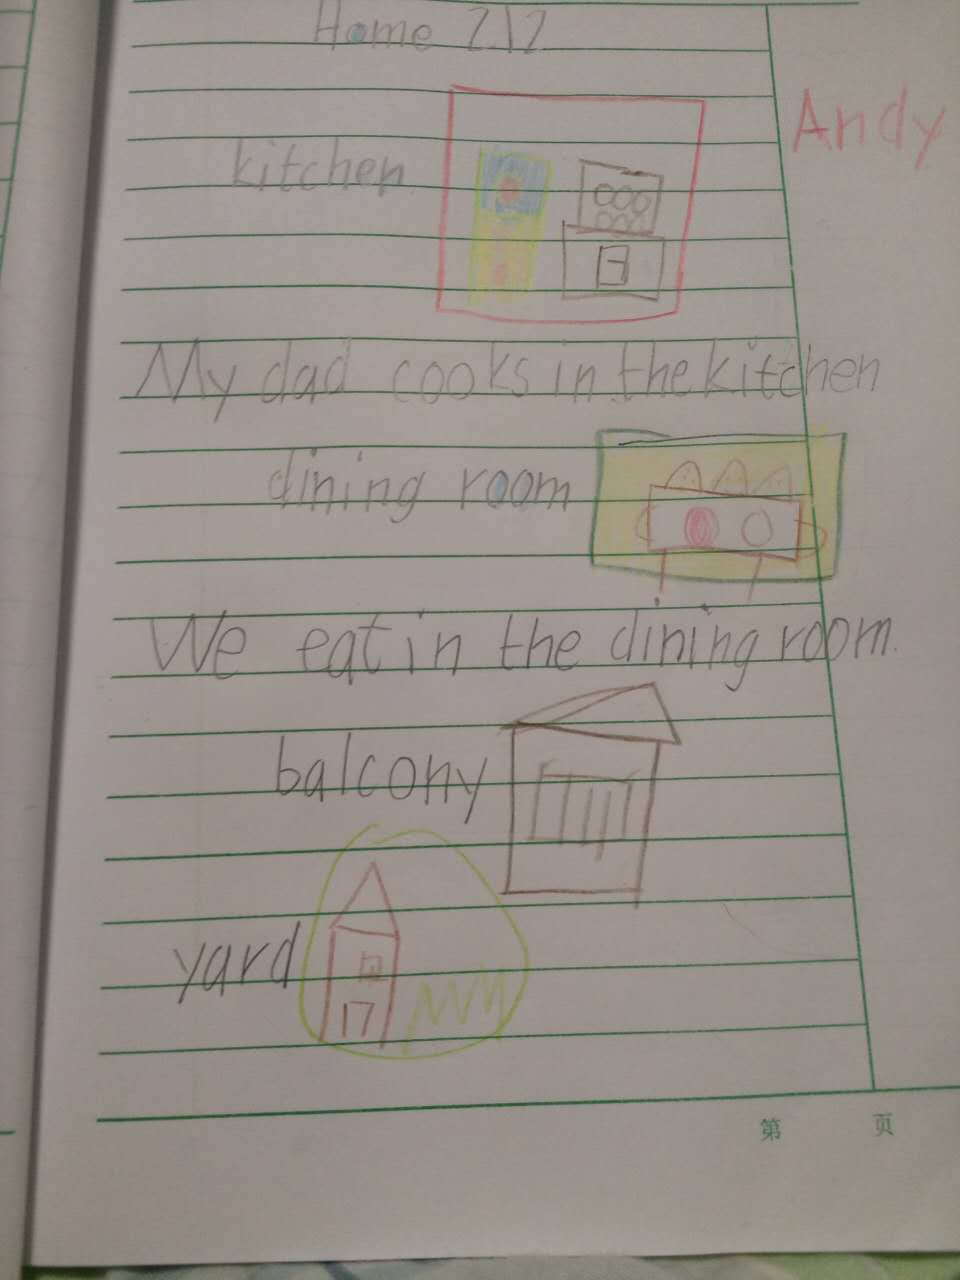 Home 2.12
Andy
kitchen
My dad cooks in the kitchen
dining room
We eat in the dining room.
balcony
yard
第 页